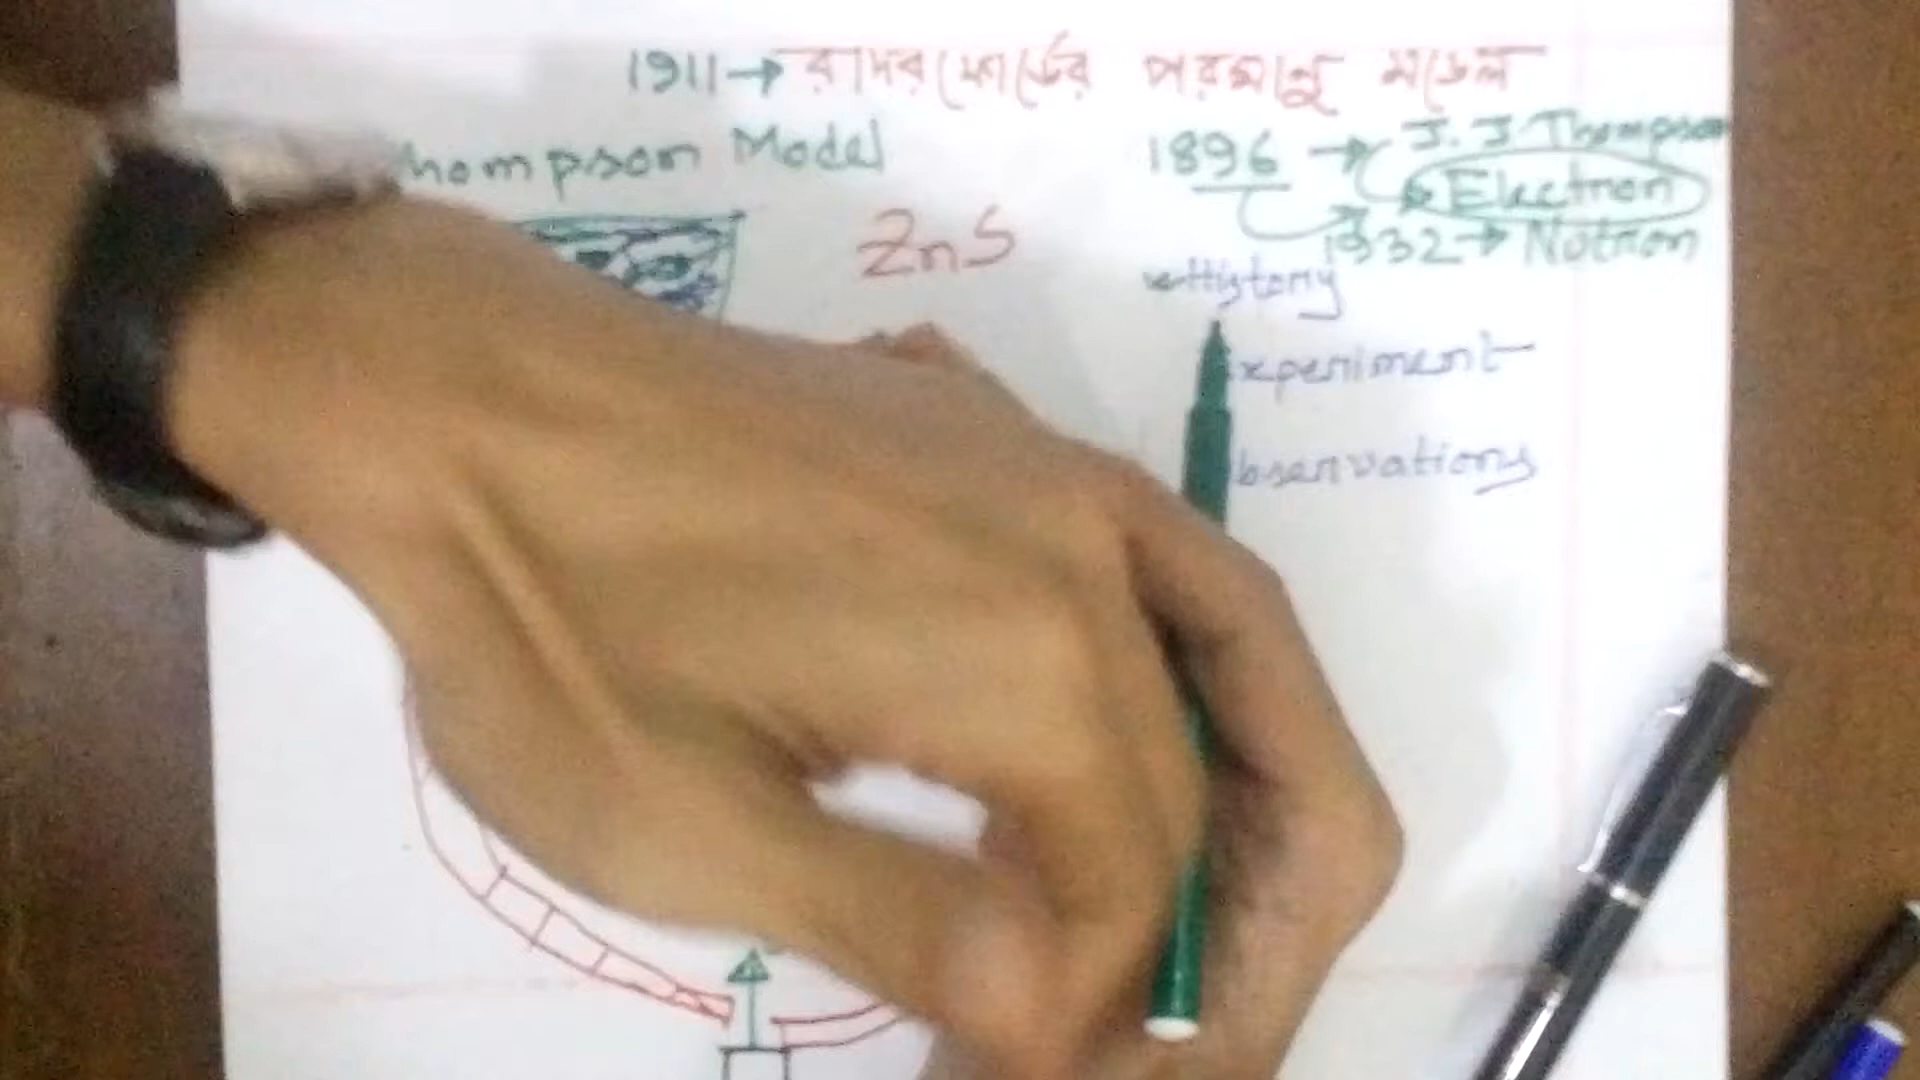 1911→ রাদারফোর্ডের পরমানু মডেল
hompson Model
1896 → J. J. Thompson
Electron
1932→ Nutron
ZnS
History
xperiment
bservations